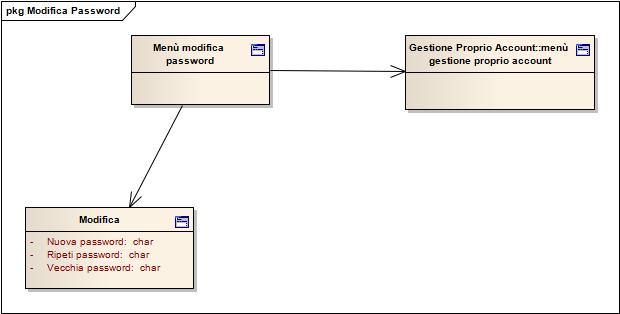 pkg Modifica Password
Menù modifica
password
Gestione Proprio Account::menù
gestione proprio account
Modifica
- Nuova password: char
- Ripeti password: char
- Vecchia password: char